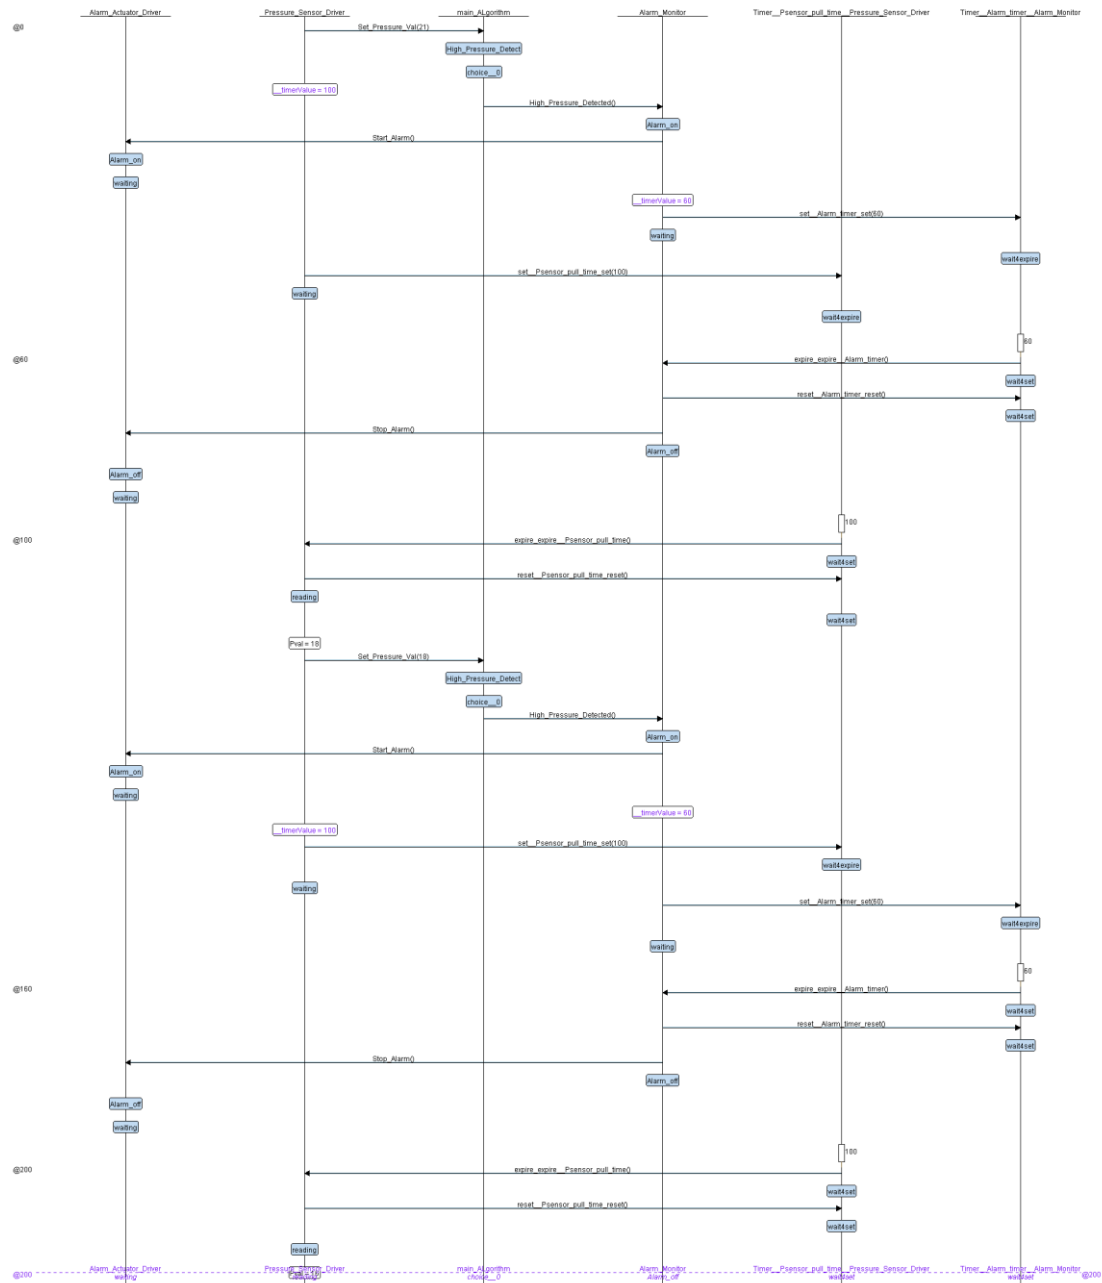 Alarm_Actuator_Driver Pressure_Sensor_Driver main_ALgorithm Alarm_Monitor Timer__Psensor_pull_time__Pressure_Sensor_Driver Timer__Alarm_timer__Alarm_Monitor
@0
Set_Pressure_Val(21)
High_Pressure_Detect
choice__0
__timerValue = 100
High_Pressure_Detected()
Alarm_on
Start_Alarm()
Alarm_on
waiting
__timerValue = 60
set__Alarm_timer_set(60)
waiting
wait4expire
set__Psensor_pull_time_set(100)
waiting
wait4expire
60
@60
expire_expire__Alarm_timer()
wait4set
reset__Alarm_timer_reset()
wait4set
Stop_Alarm()
Alarm_off
Alarm_off
waiting
100
@100
expire_expire__Psensor_pull_time()
wait4set
reset__Psensor_pull_time_reset()
reading
wait4set
Pval = 18
Set_Pressure_Val(18)
High_Pressure_Detect
choice__0
High_Pressure_Detected()
Alarm_on
Start_Alarm()
Alarm_on
waiting
__timerValue = 60
__timerValue = 100
set__Psensor_pull_time_set(100)
wait4expire
waiting
set__Alarm_timer_set(60)
wait4expire
waiting
60
@160
expire_expire__Alarm_timer()
wait4set
reset__Alarm_timer_reset()
wait4set
Stop_Alarm()
Alarm_off
Alarm_off
waiting
100
@200
expire_expire__Psensor_pull_time()
wait4set
reset__Psensor_pull_time_reset()
wait4set
reading
Alarm_Actuator_Driver Pressure_Sensor_Driver main_ALgorithm Alarm_Monitor Timer__Psensor_pull_time__Pressure_Sensor_Driver Timer__Alarm_timer__Alarm_Monitor
@200 @200
waiting choice__0 Alarm_off wait4set wait4set